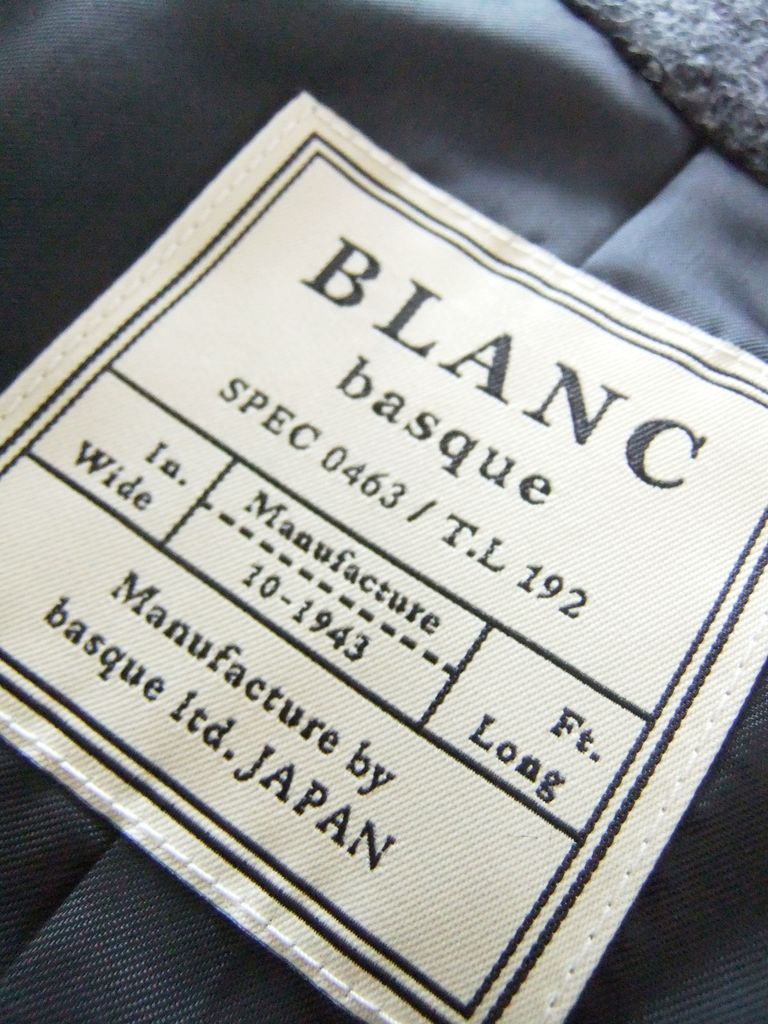 BLANC
basque
SPEC 0463 / T.L 192
In.
Wide
Manufacture
10-1943
Ft.
Long
Manufacture by
basque ltd. JAPAN